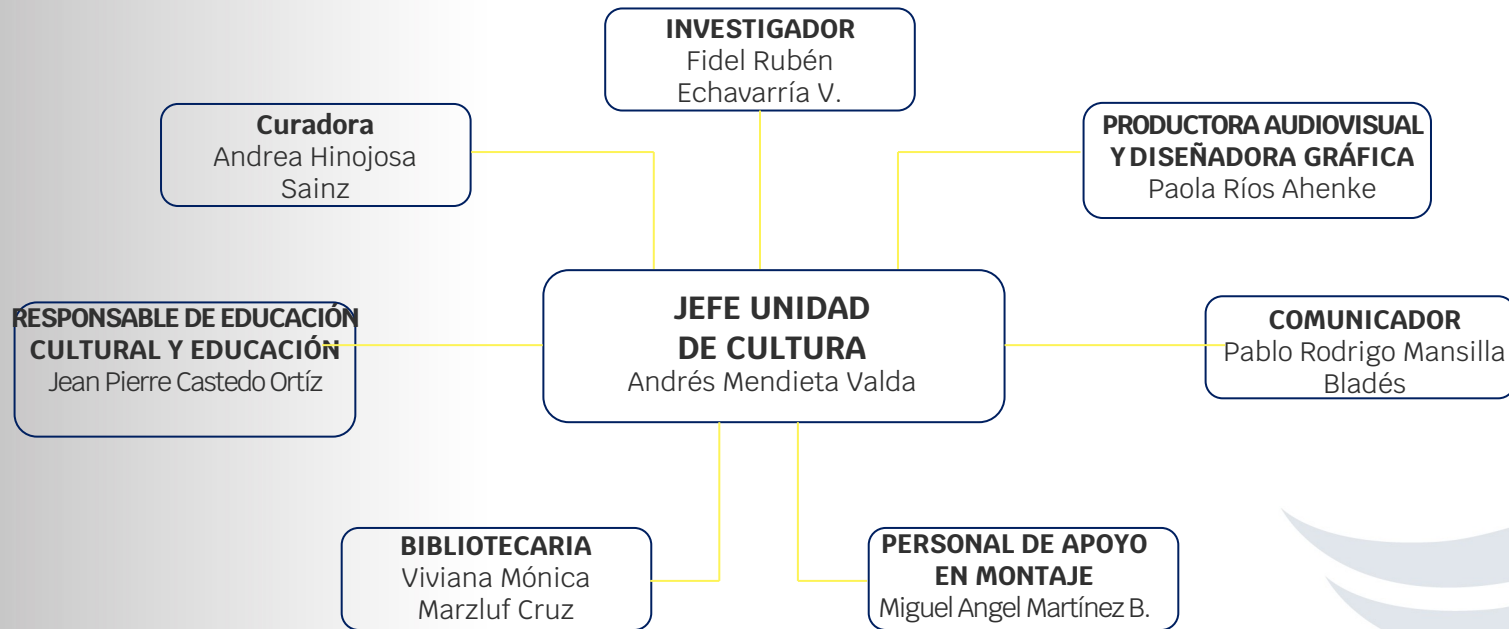 INVESTIGADOR
Fidel Rubén
Echavarría V.
Curadora
Andrea Hinojosa
Sainz
PRODUCTORA AUDIOVISUAL
Y DISEÑADORA GRÁFICA
Paola Ríos Ahenke
RESPONSABLE DE EDUCACIÓN
CULTURAL Y EDUCACIÓN
Jean Pierre Castedo Ortíz
JEFE UNIDAD
DE CULTURA
Andrés Mendieta Valda
COMUNICADOR
Pablo Rodrigo Mansilla
Bladés
BIBLIOTECARIA
Viviana Mónica
Marzluf Cruz
PERSONAL DE APOYO
EN MONTAJE
Miguel Angel Martínez B.